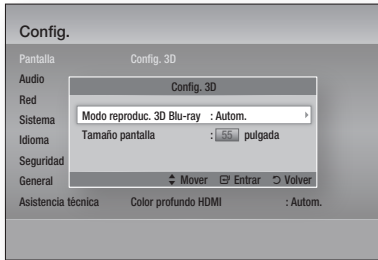 Config.
Pantalla Config. 3D
Audio
Config. 3D
Red
Modo reproduc. 3D Blu-ray : Autom.
Sistema
Tamaño pantalla : 55 pulgada
Idioma
Seguridad
General
Mover Entrar Volver
Asistencia técnica Color profundo HDMI : Autom.